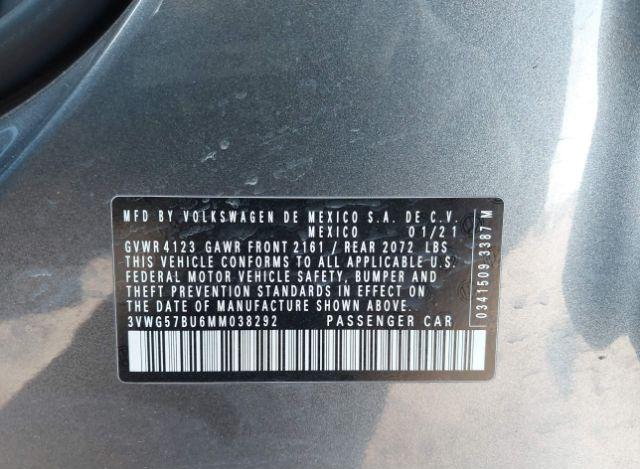 MFD BY VOLKSWAGEN DE MEXICO S.A. DE C.V.
MEXICO 01/21
GVWR 4123 GAWR FRONT 2161 / REAR 2072 LBS
THIS VEHICLE CONFORMS TO ALL APPLICABLE U.S.
FEDERAL MOTOR VEHICLE SAFETY, BUMPER AND
THEFT PREVENTION STANDARDS IN EFFECT ON
THE DATE OF MANUFACTURE SHOWN ABOVE.
3VWG57BU6MM038292 PASSENGER CAR
0341509 3387 M